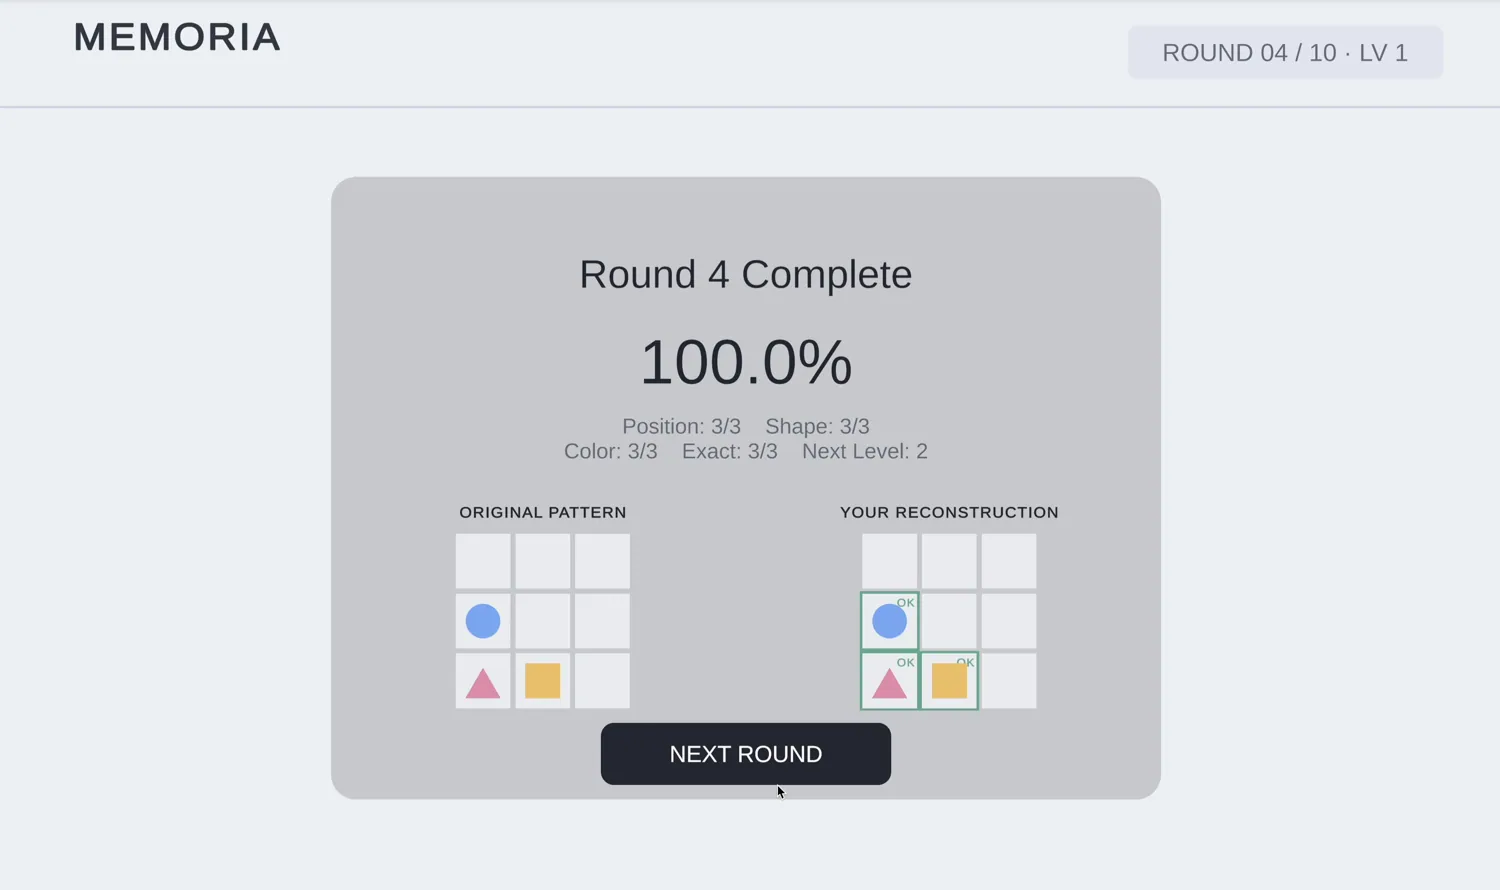 MEMORIA
ROUND 04 / 10 · LV 1
Round 4 Complete
100.0%
Position: 3/3 Shape: 3/3
Color: 3/3 Exact: 3/3 Next Level: 2
ORIGINAL PATTERN
YOUR RECONSTRUCTION
OK
OK
OK
NEXT ROUND